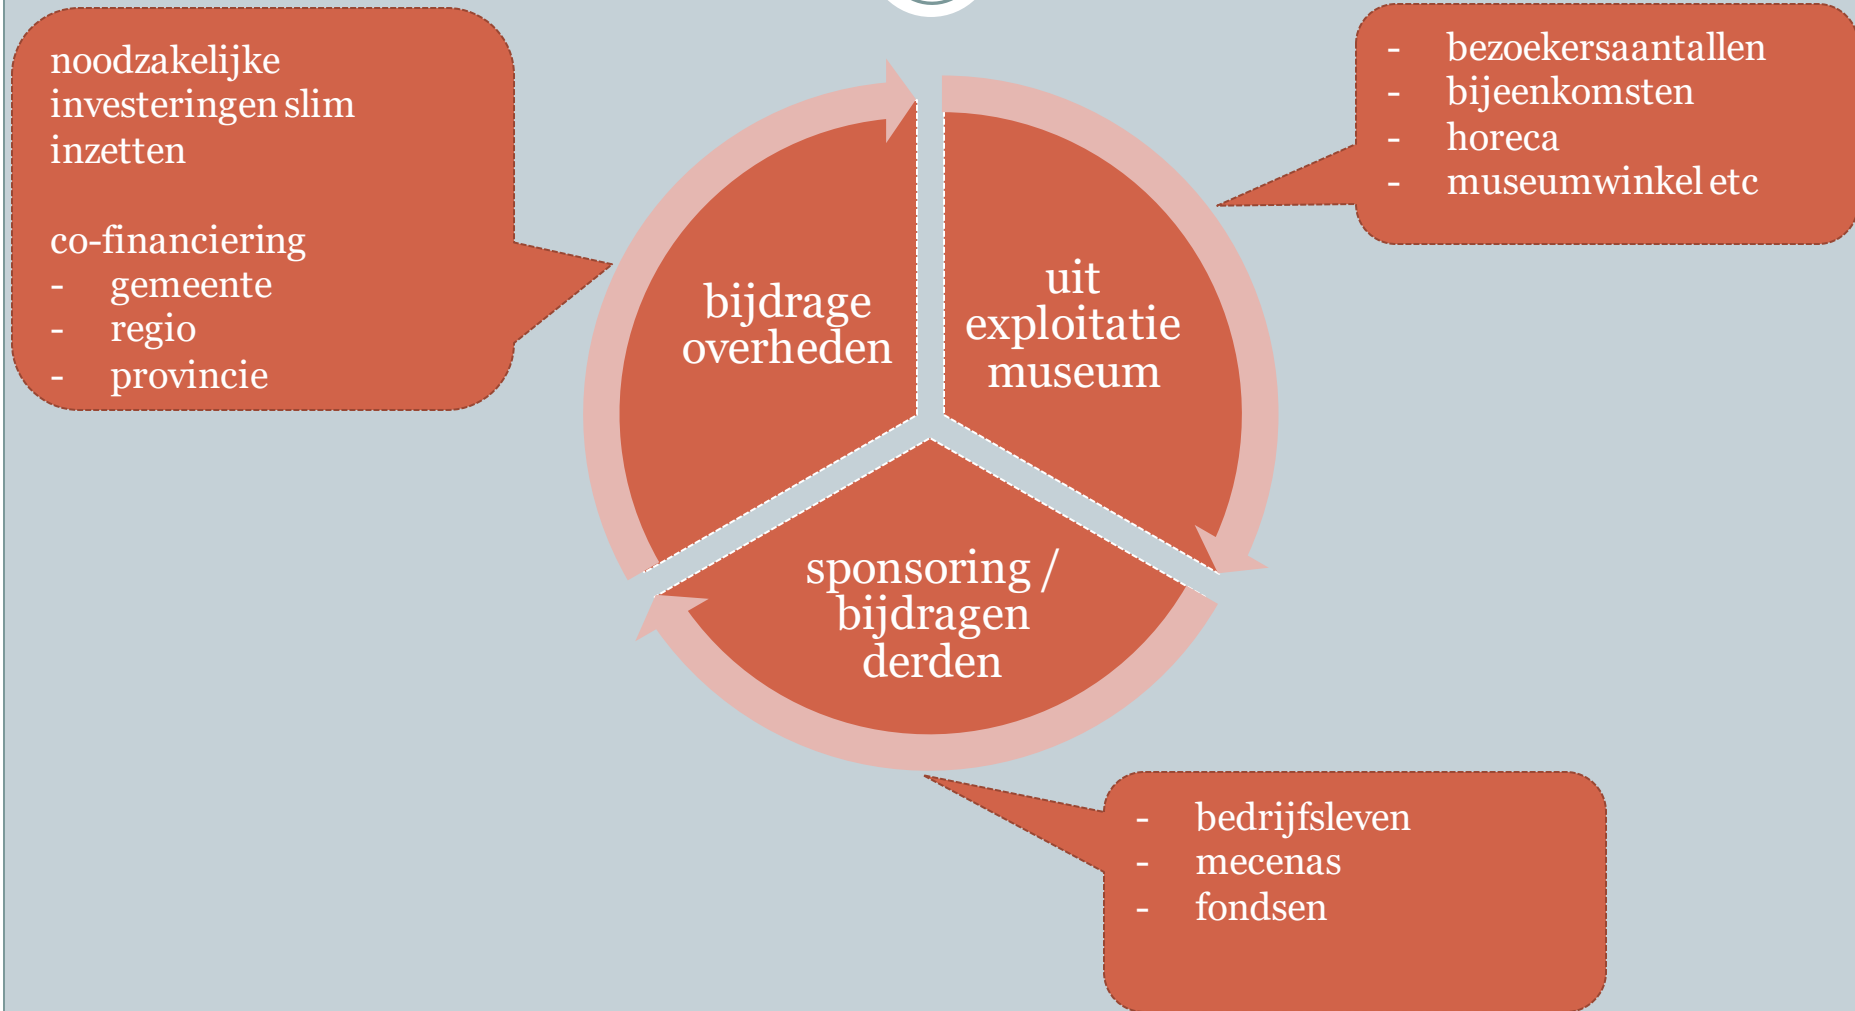 noodzakelijke
investeringen slim
inzetten
co-financiering
- gemeente
- regio
- provincie
bijdrage
overheden
uit
exploitatie
museum
- bezoekersaantallen
- bijeenkomsten
- horeca
- museumwinkel etc
sponsoring /
bijdragen
derden
- bedrijfsleven
- mecenas
- fondsen